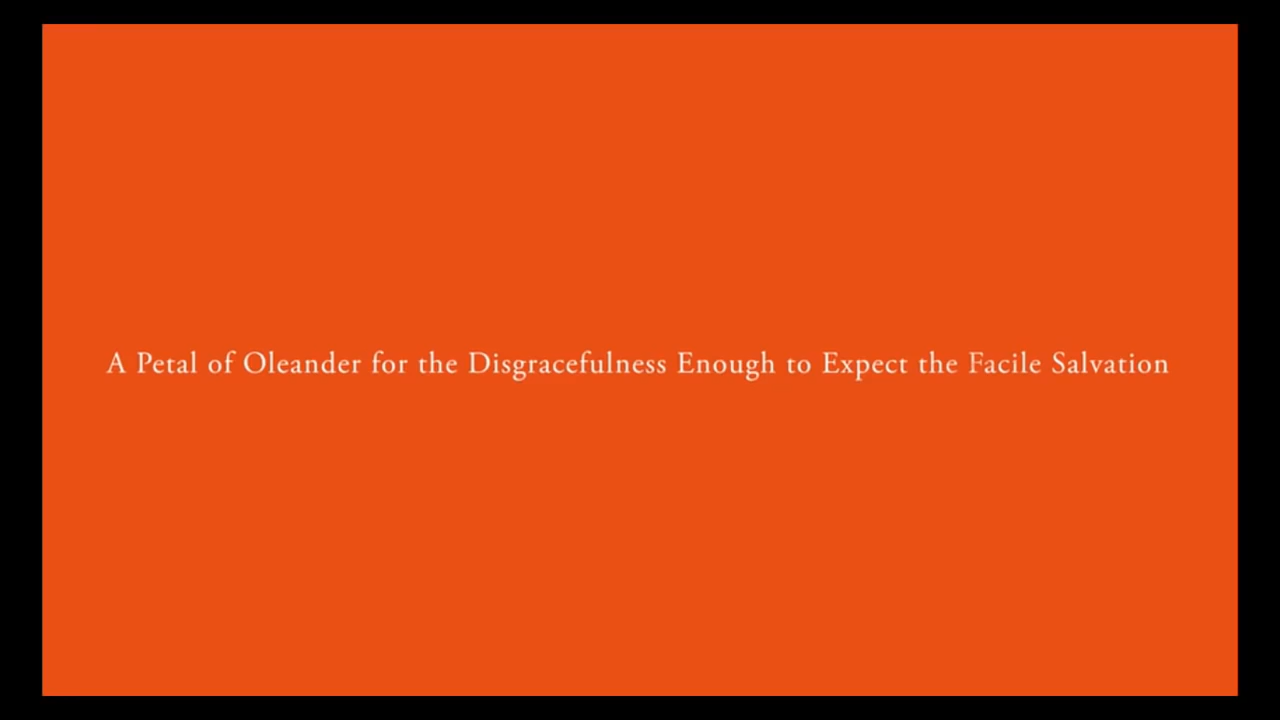 A Petal of Oleander for the Disgracefulness Enough to Expect the Facile Salvation